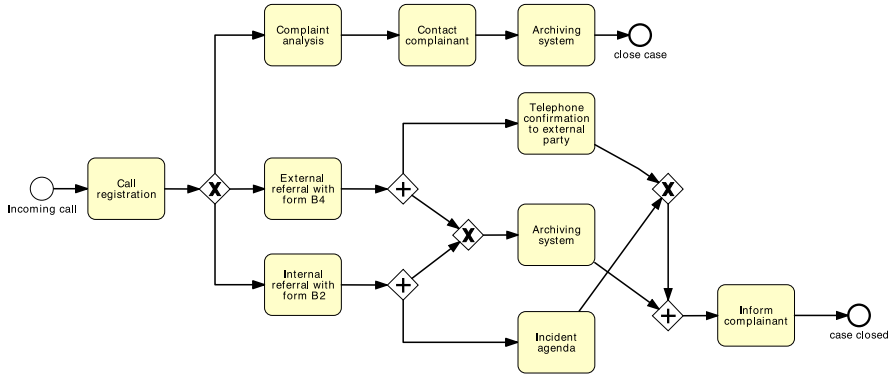 Complaint
analysis
Contact
complainant
Archiving
system
close case
Telephone
confirmation
to external
party
Call
registration
Incoming call
X
External
referral with
form B4
+
X
X
Archiving
system
Internal
referral with
form B2
+
+
Inform
complainant
Incident
agenda
case closed